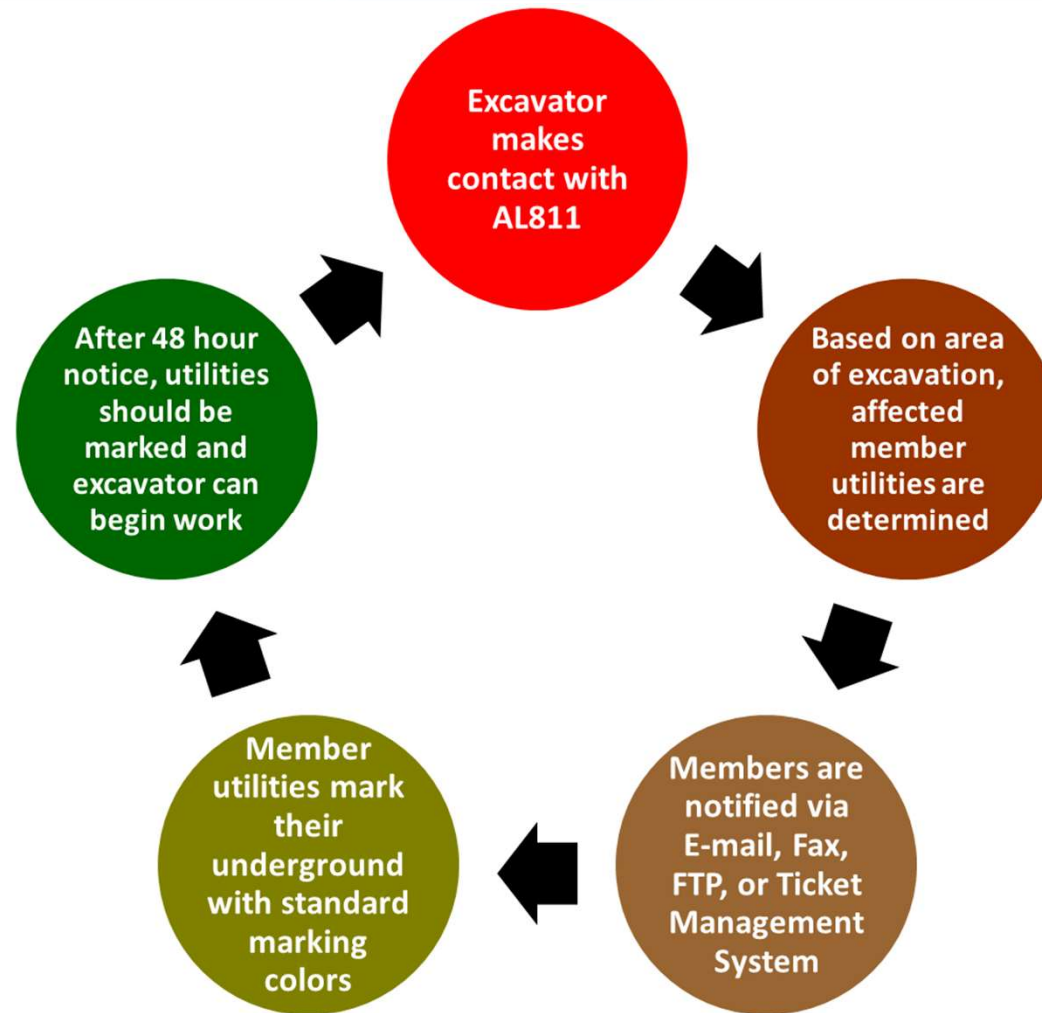 Excavator
makes
contact with
AL811
Based on area
of excavation,
affected
member
utilities are
determined
Members are
notified via
E-mail, Fax,
FTP, or Ticket
Management
System
Member
utilities mark
their
underground
with standard
marking
colors
After 48 hour
notice, utilities
should be
marked and
excavator can
begin work